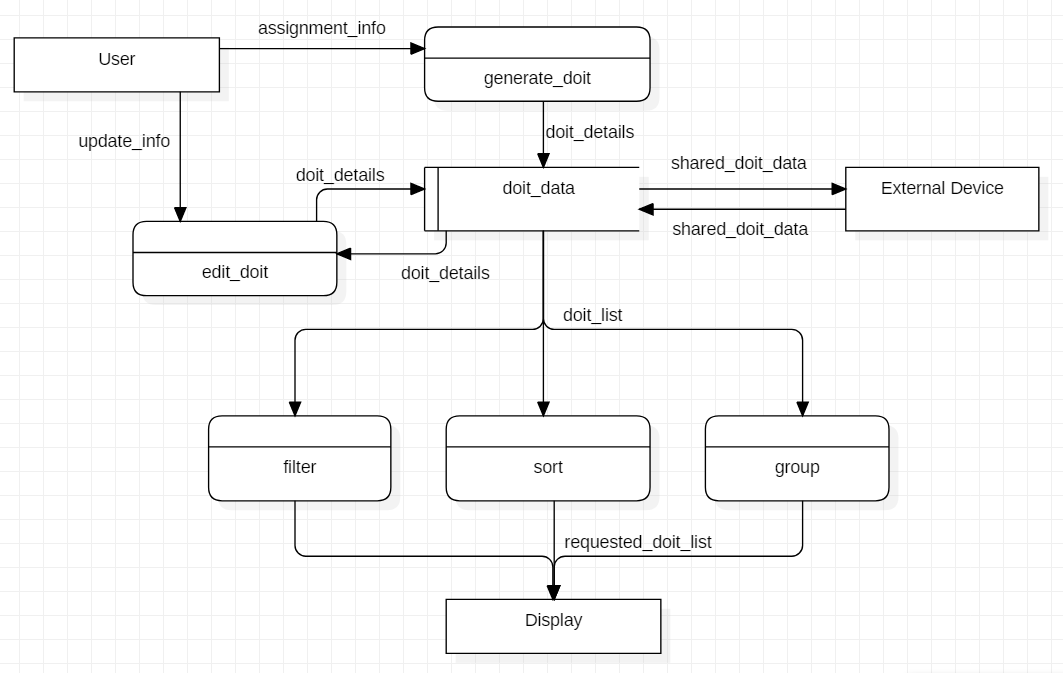 assignment_info
User
generate_doit
update_info
doit_details
doit_details
doit_data
shared_doit_data
External Device
shared_doit_data
edit_doit
doit_details
doit_list
filter
sort
group
requested_doit_list
Display